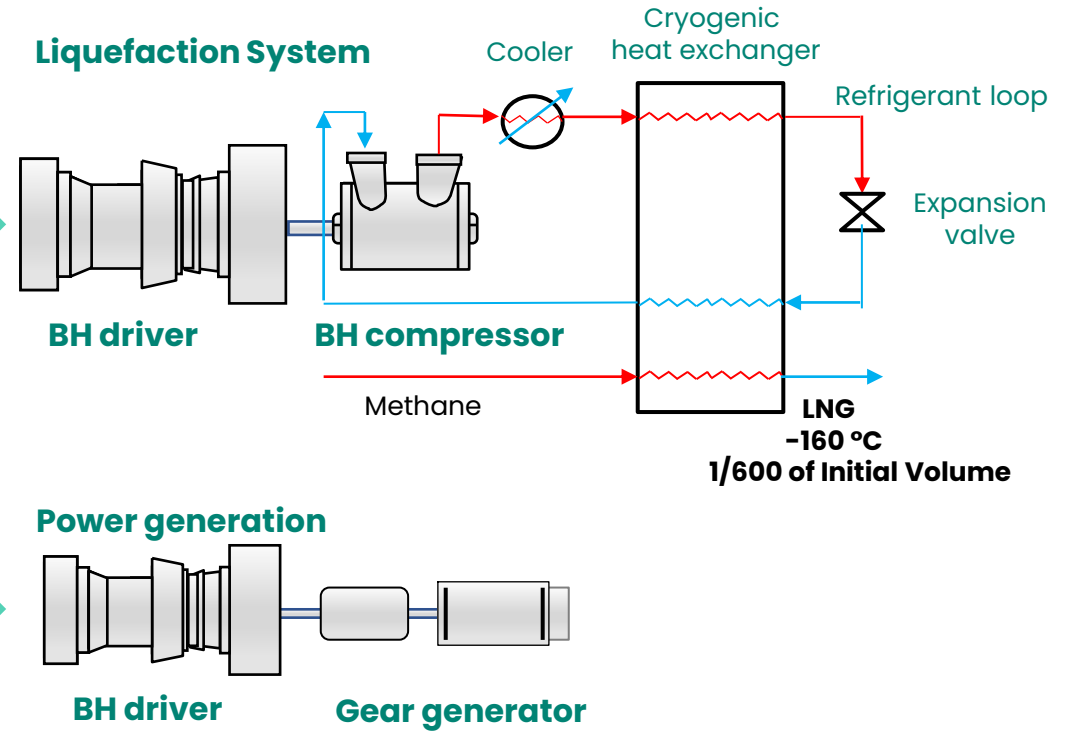 Liquefaction System
Cooler
Cryogenic
heat exchanger
Refrigerant loop
Expansion
valve
BH driver
BH compressor
Methane
LNG
-160 °C
1/600 of Initial Volume
Power generation
BH driver
Gear generator